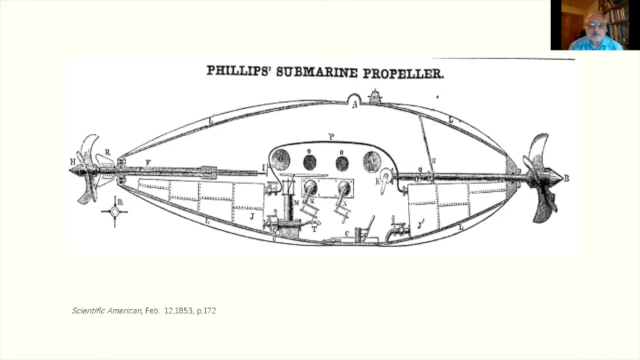 PHILLIPS' SUBMARINE PROPELLER.
A
L
L
P
H
R
F
I
S
B
R
J
M
T
C
J'
L
Scientific American, Feb. 12.1853, p.172